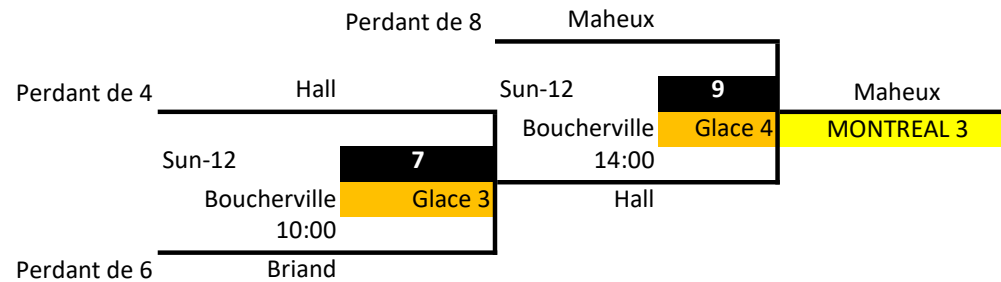 Perdant de 8 Maheux
Perdant de 4 Hall Sun-12 9 Maheux
Boucherville Glace 4 MONTREAL 3
Sun-12 7 14:00
Boucherville Glace 3 Hall
10:00
Perdant de 6 Briand